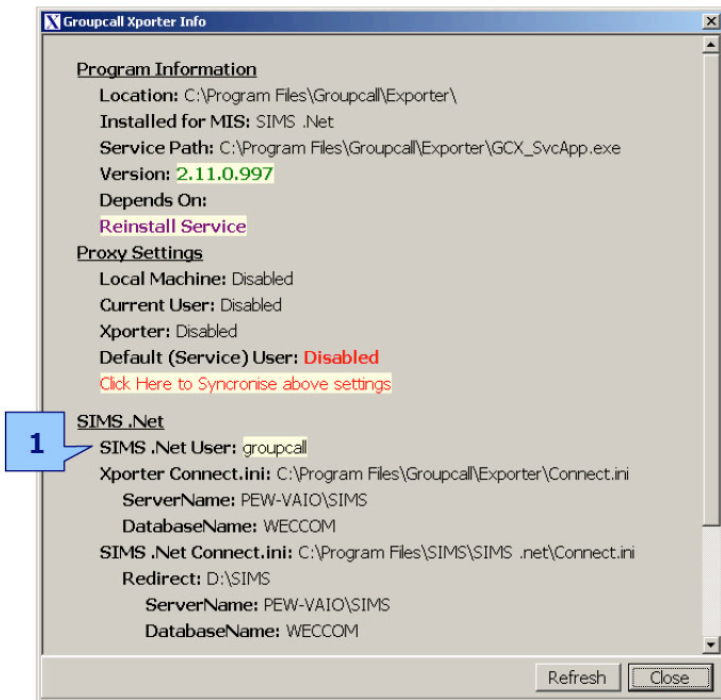 Groupcall Xporter Info
Program Information
Location: C:\Program Files\Groupcall\Exporter\
Installed for MIS: SIMS .Net
Service Path: C:\Program Files\Groupcall\Exporter\GCX_SvcApp.exe
Version: 2.11.0.997
Depends On:
Reinstall Service
Proxy Settings
Local Machine: Disabled
Current User: Disabled
Xporter: Disabled
Default (Service) User: Disabled
Click Here to Syncronise above settings
SIMS .Net
1 SIMS .Net User: groupcall
Xporter Connect.ini: C:\Program Files\Groupcall\Exporter\Connect.ini
ServerName: PEW-VAIO\SIMS
DatabaseName: WECCOM
SIMS .Net Connect.ini: C:\Program Files\SIMS\SIMS .net\Connect.ini
Redirect: D:\SIMS
ServerName: PEW-VAIO\SIMS
DatabaseName: WECCOM
Refresh Close